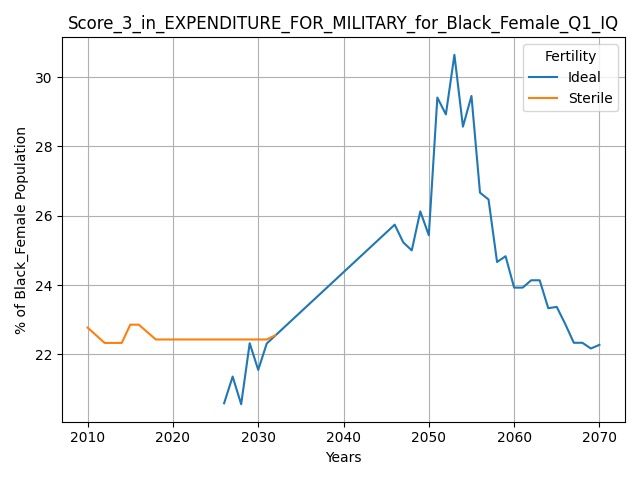 Score_3_in_EXPENDITURE_FOR_MILITARY_for_Black_Female_Q1_IQ
Fertility
Ideal
Sterile
% of Black_Female Population
30
28
26
24
22
2010 2020 2030 2040 2050 2060 2070
Years